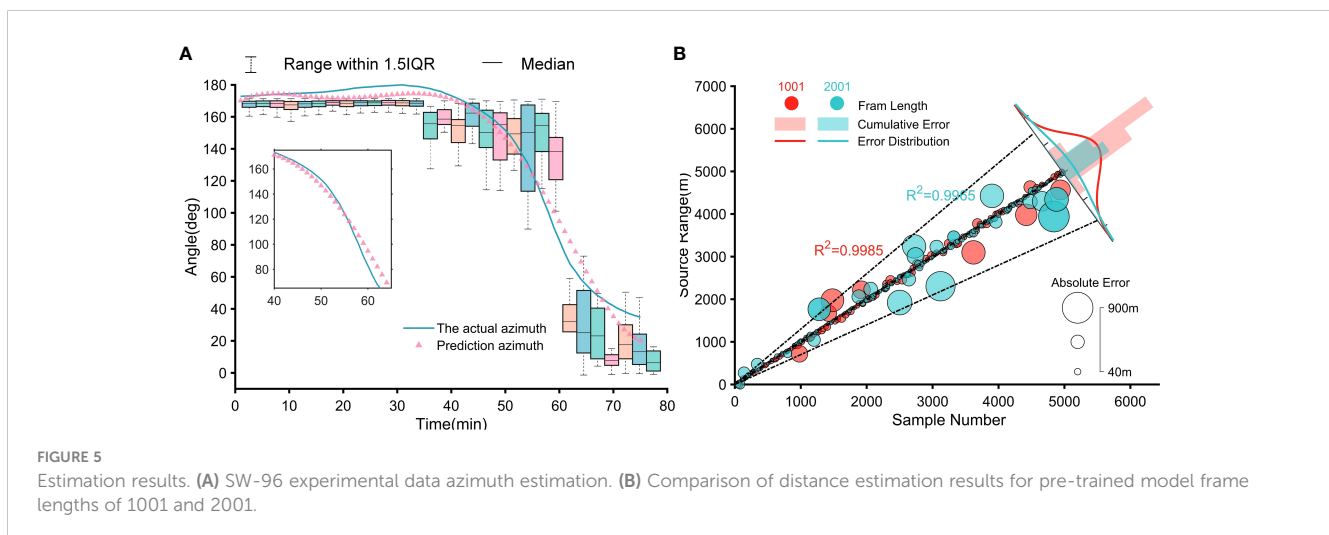 A
Range within 1.5IQR
Median
180
160
140
120
100
80
60
40
20
0
Angle(deg)
160
140
120
100
80
40
50
60
The actual azimuth
Prediction azimuth
0
10
20
30
40
50
60
70
80
Time(min)
B
7000
6000
5000
4000
3000
2000
1000
0
Source Range(m)
1001
2001
Fram Length
Cumulative Error
Error Distribution
R²=0.9965
R²=0.9985
Absolute Error
900m
40m
0
1000
2000
3000
4000
5000
6000
Sample Number
FIGURE 5
Estimation results. (A) SW-96 experimental data azimuth estimation. (B) Comparison of distance estimation results for pre-trained model frame
lengths of 1001 and 2001.